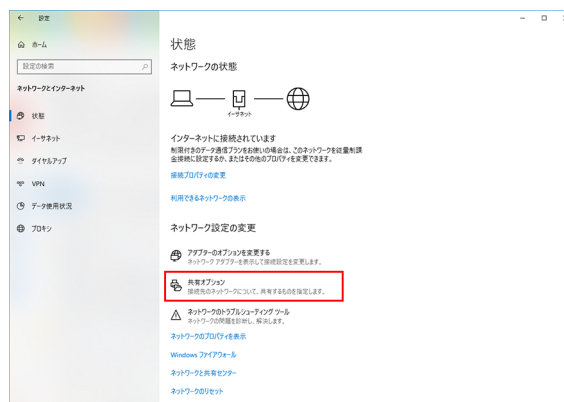 設定
ホーム
設定の検索
ネットワークとインターネット
状態
イーサネット
ダイヤルアップ
VPN
データ使用状況
プロキシ
状態
ネットワークの状態
イーサネット
インターネットに接続されています
制限付きのデータ通信プランをお使いの場合は、このネットワークを従量制課
金接続に設定するか、またはその他のプロパティを変更できます。
接続プロパティの変更
利用できるネットワークの表示
ネットワーク設定の変更
アダプターのオプションを変更する
ネットワーク アダプターを表示して接続設定を変更します。
共有オプション
接続先のネットワークについて、共有するものを指定します。
ネットワークのトラブルシューティング ツール
ネットワークの問題を診断し、解決します。
ネットワークのプロパティを表示
Windows ファイアウォール
ネットワークと共有センター
ネットワークのリセット